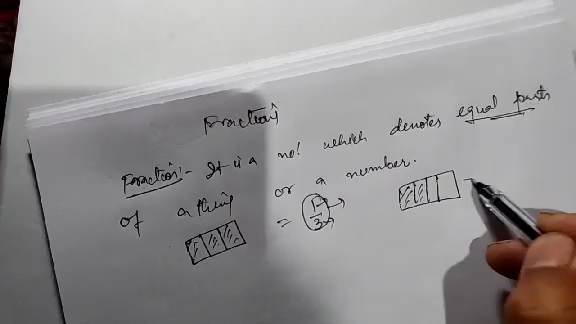 Fraction
Fraction:- It is a no. which denotes equal parts
of a thing or a number.
= 1/3